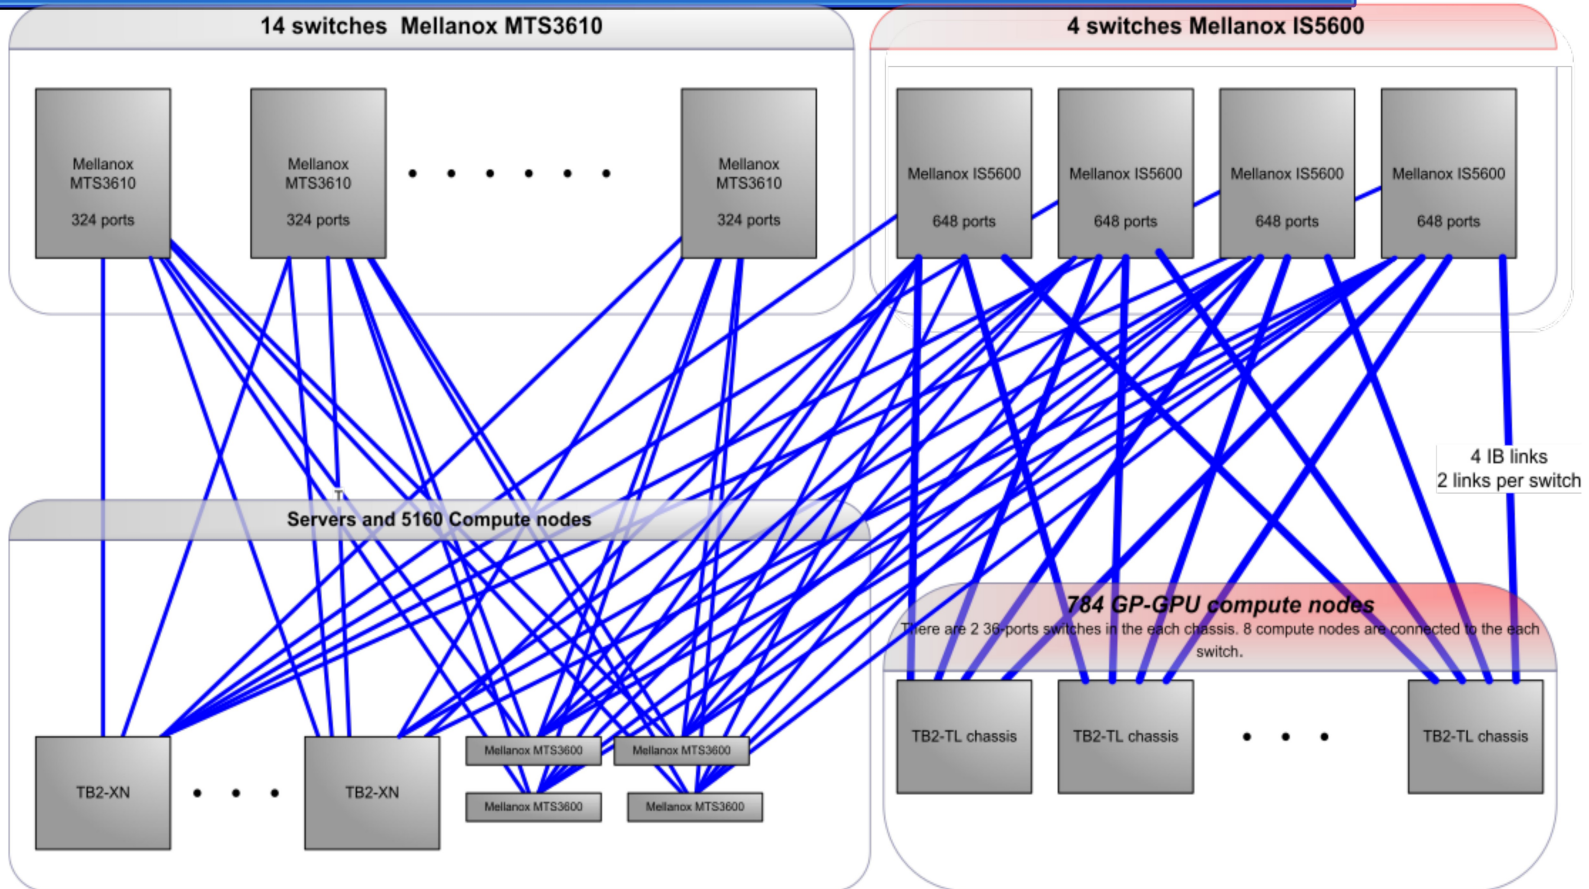 14 switches Mellanox MTS3610
4 switches Mellanox IS5600
Mellanox
MTS3610
324 ports
Mellanox
MTS3610
324 ports
Mellanox
MTS3610
324 ports
Mellanox IS5600
648 ports
Mellanox IS5600
648 ports
Mellanox IS5600
648 ports
Mellanox IS5600
648 ports
4 IB links
2 links per switch
T
Servers and 5160 Compute nodes
784 GP-GPU compute nodes
There are 2 36-ports switches in the each chassis. 8 compute nodes are connected to the each
switch.
TB2-XN
TB2-XN
Mellanox MTS3600
Mellanox MTS3600
Mellanox MTS3600
Mellanox MTS3600
TB2-TL chassis
TB2-TL chassis
TB2-TL chassis